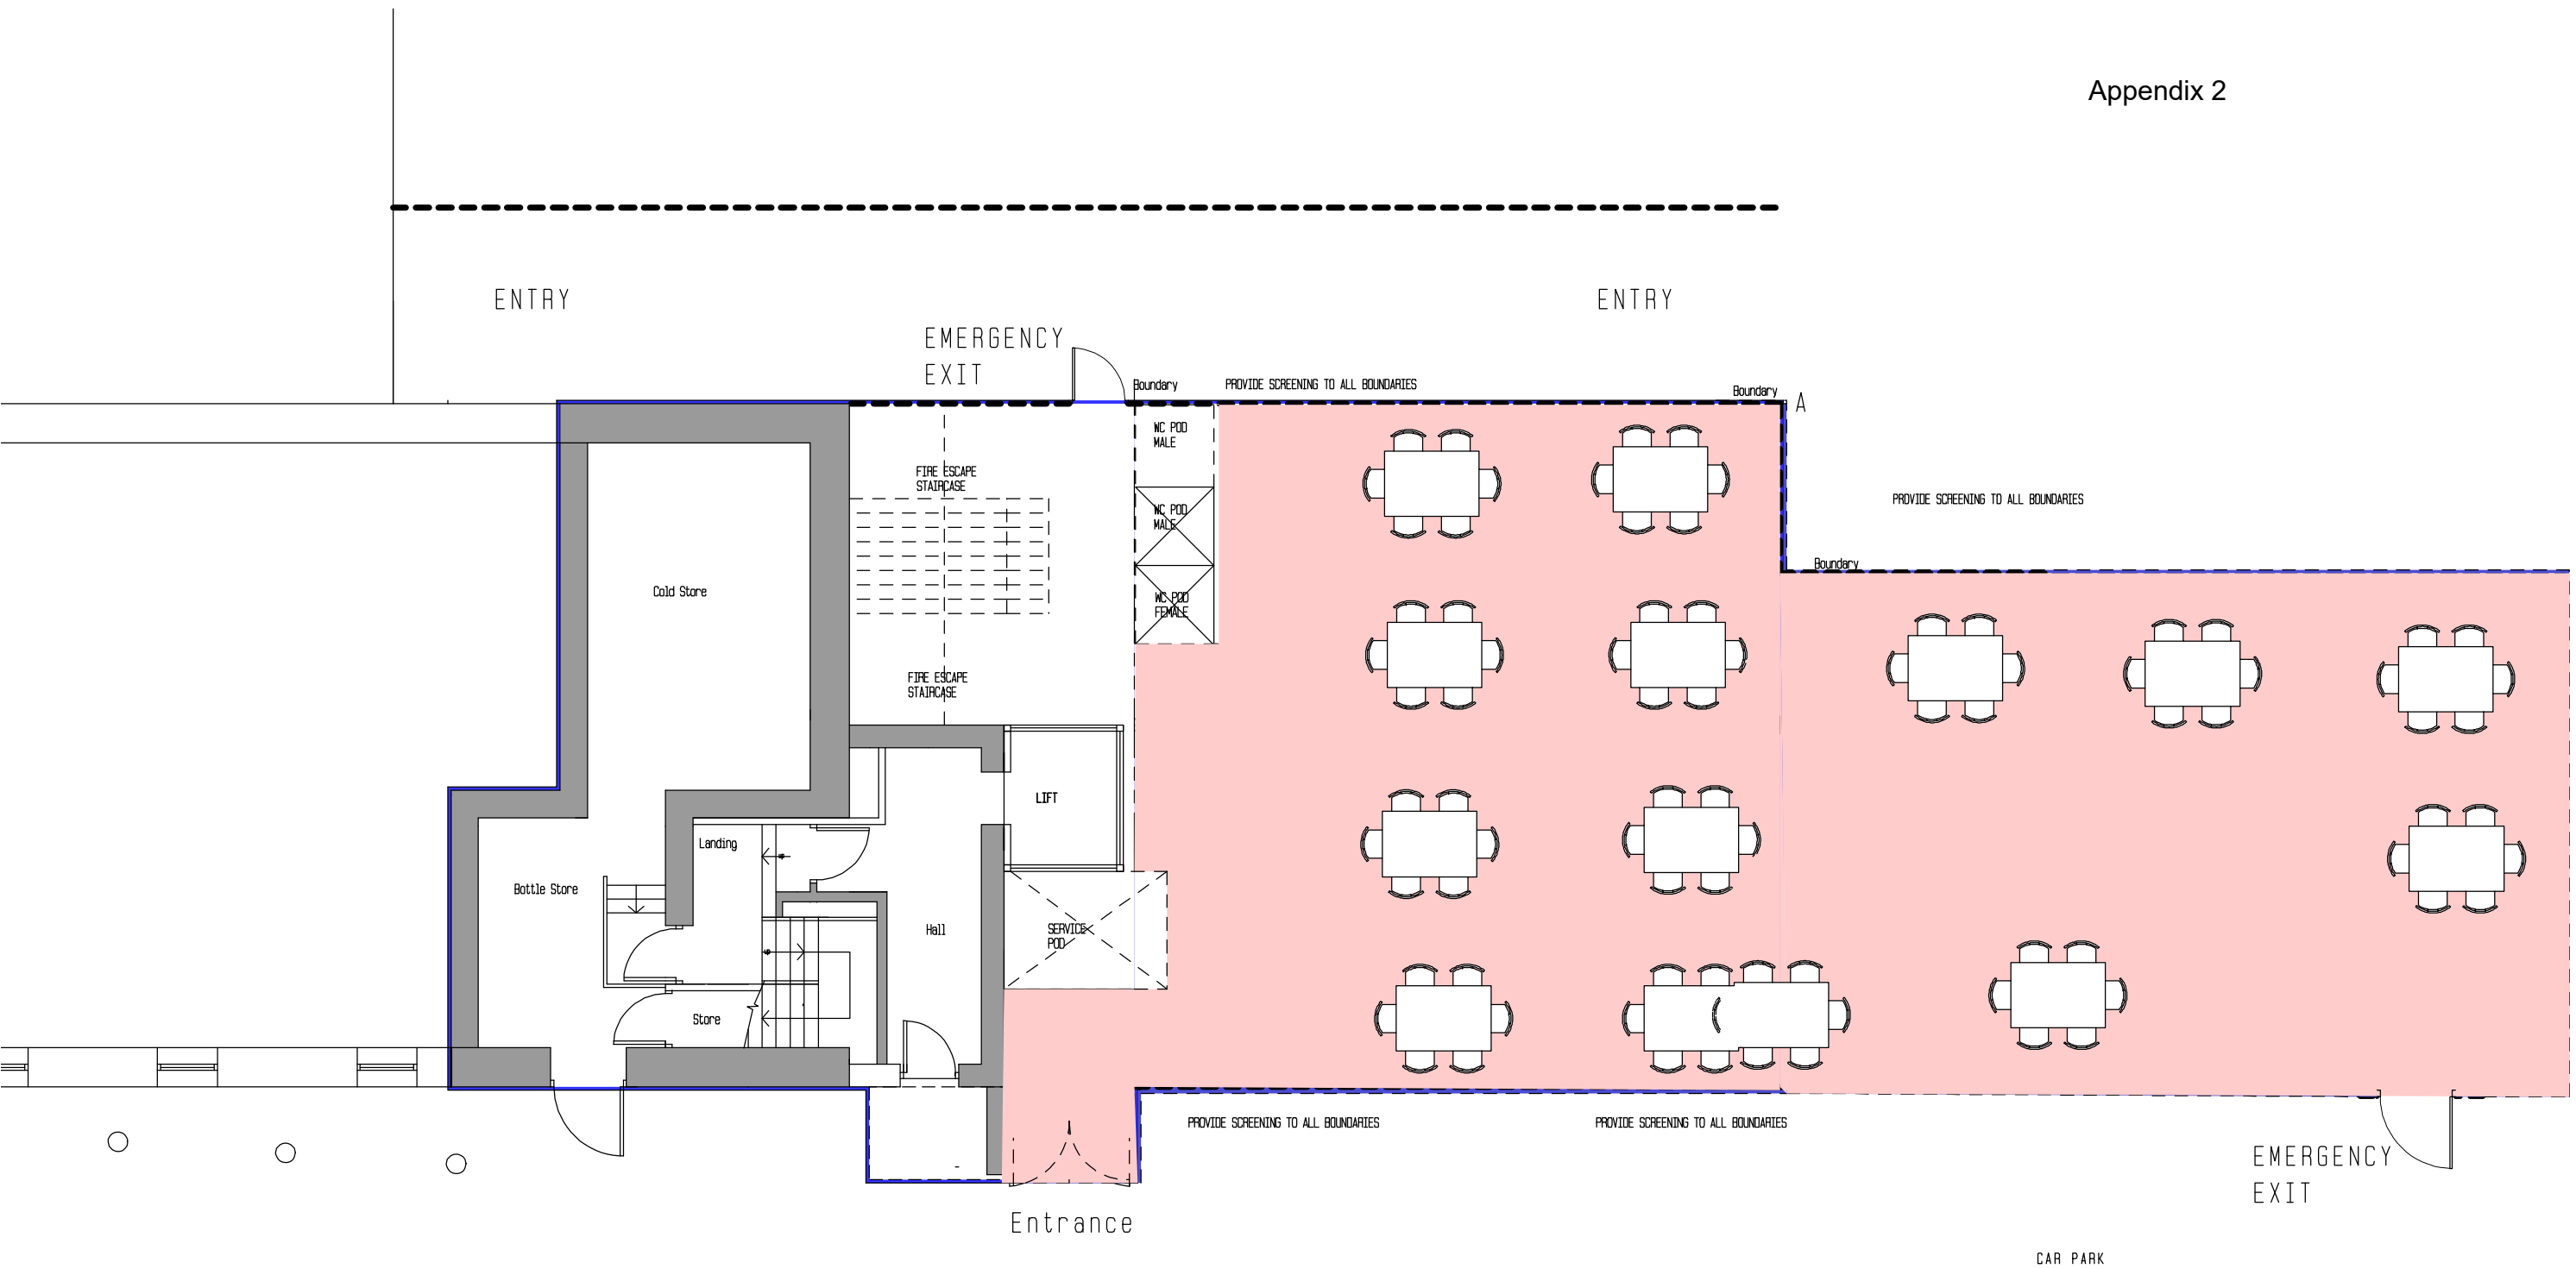 Appendix 2
ENTRY
ENTRY
EMERGENCY
EXIT
Boundary
PROVIDE SCREENING TO ALL BOUNDARIES
Boundary
A
WC POD
MALE
FIRE ESCAPE
STAIRCASE
PROVIDE SCREENING TO ALL BOUNDARIES
WC POD
MALE
Boundary
Cold Store
WC POD
FEMALE
FIRE ESCAPE
STAIRCASE
LIFT
Landing
Bottle Store
Hall
SERVICE
POD
Store
PROVIDE SCREENING TO ALL BOUNDARIES
PROVIDE SCREENING TO ALL BOUNDARIES
EMERGENCY
EXIT
Entrance
CAR PARK